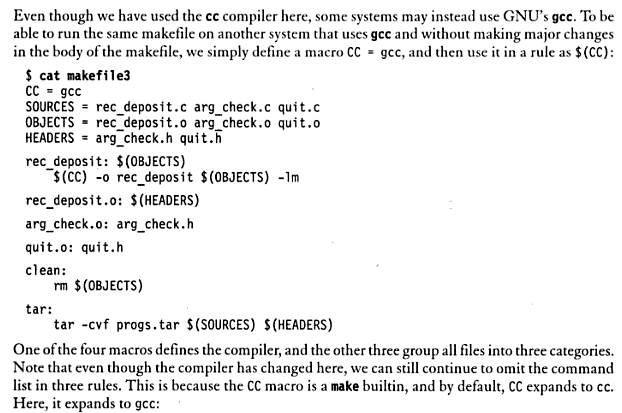 Even though we have used the cc compiler here, some systems may instead use GNU's gcc. To be
able to run the same makefile on another system that uses gcc and without making major changes
in the body of the makefile, we simply define a macro CC = gcc, and then use it in a rule as $(CC):
$ cat makefile3
CC = gcc
SOURCES = rec_deposit.c arg_check.c quit.c
OBJECTS = rec_deposit.o arg_check.o quit.o
HEADERS = arg_check.h quit.h
rec_deposit: $(OBJECTS)
$(CC) -o rec_deposit $(OBJECTS) -lm
rec_deposit.o: $(HEADERS)
arg_check.o: arg_check.h
quit.o: quit.h
clean:
rm $(OBJECTS)
tar:
tar -cvf progs.tar $(SOURCES) $(HEADERS)
One of the four macros defines the compiler, and the other three group all files into three categories.
Note that even though the compiler has changed here, we can still continue to omit the command
list in three rules. This is because the CC macro is a make builtin, and by default, CC expands to cc.
Here, it expands to gcc: